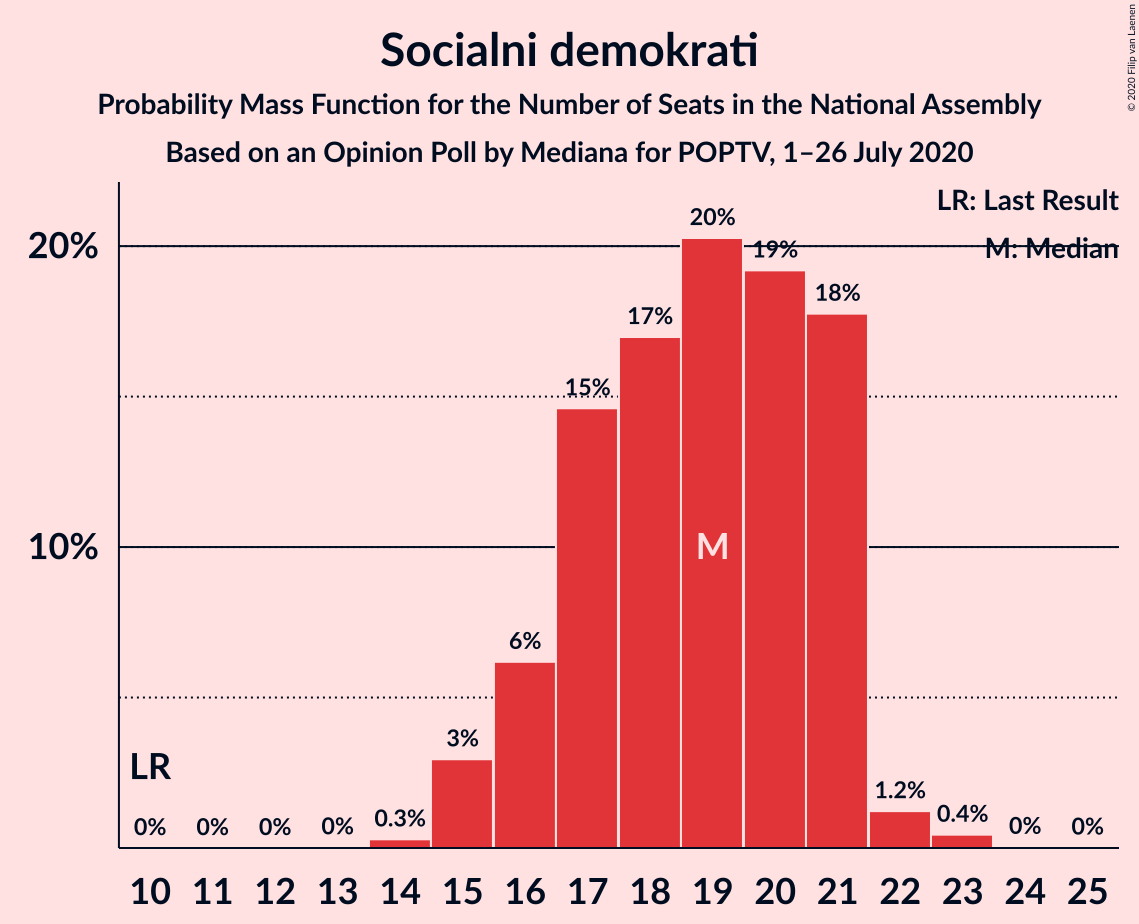 Socialni demokrati
Probability Mass Function for the Number of Seats in the National Assembly
Based on an Opinion Poll by Mediana for POPTV, 1–26 July 2020
© 2020 Filip van Laenen
LR: Last Result
M: Median
20%
10%
LR
0%
0%
0%
0%
0.3%
3%
6%
15%
17%
20%
19%
18%
1.2%
0.4%
0%
0%
M
10 11 12 13 14 15 16 17 18 19 20 21 22 23 24 25